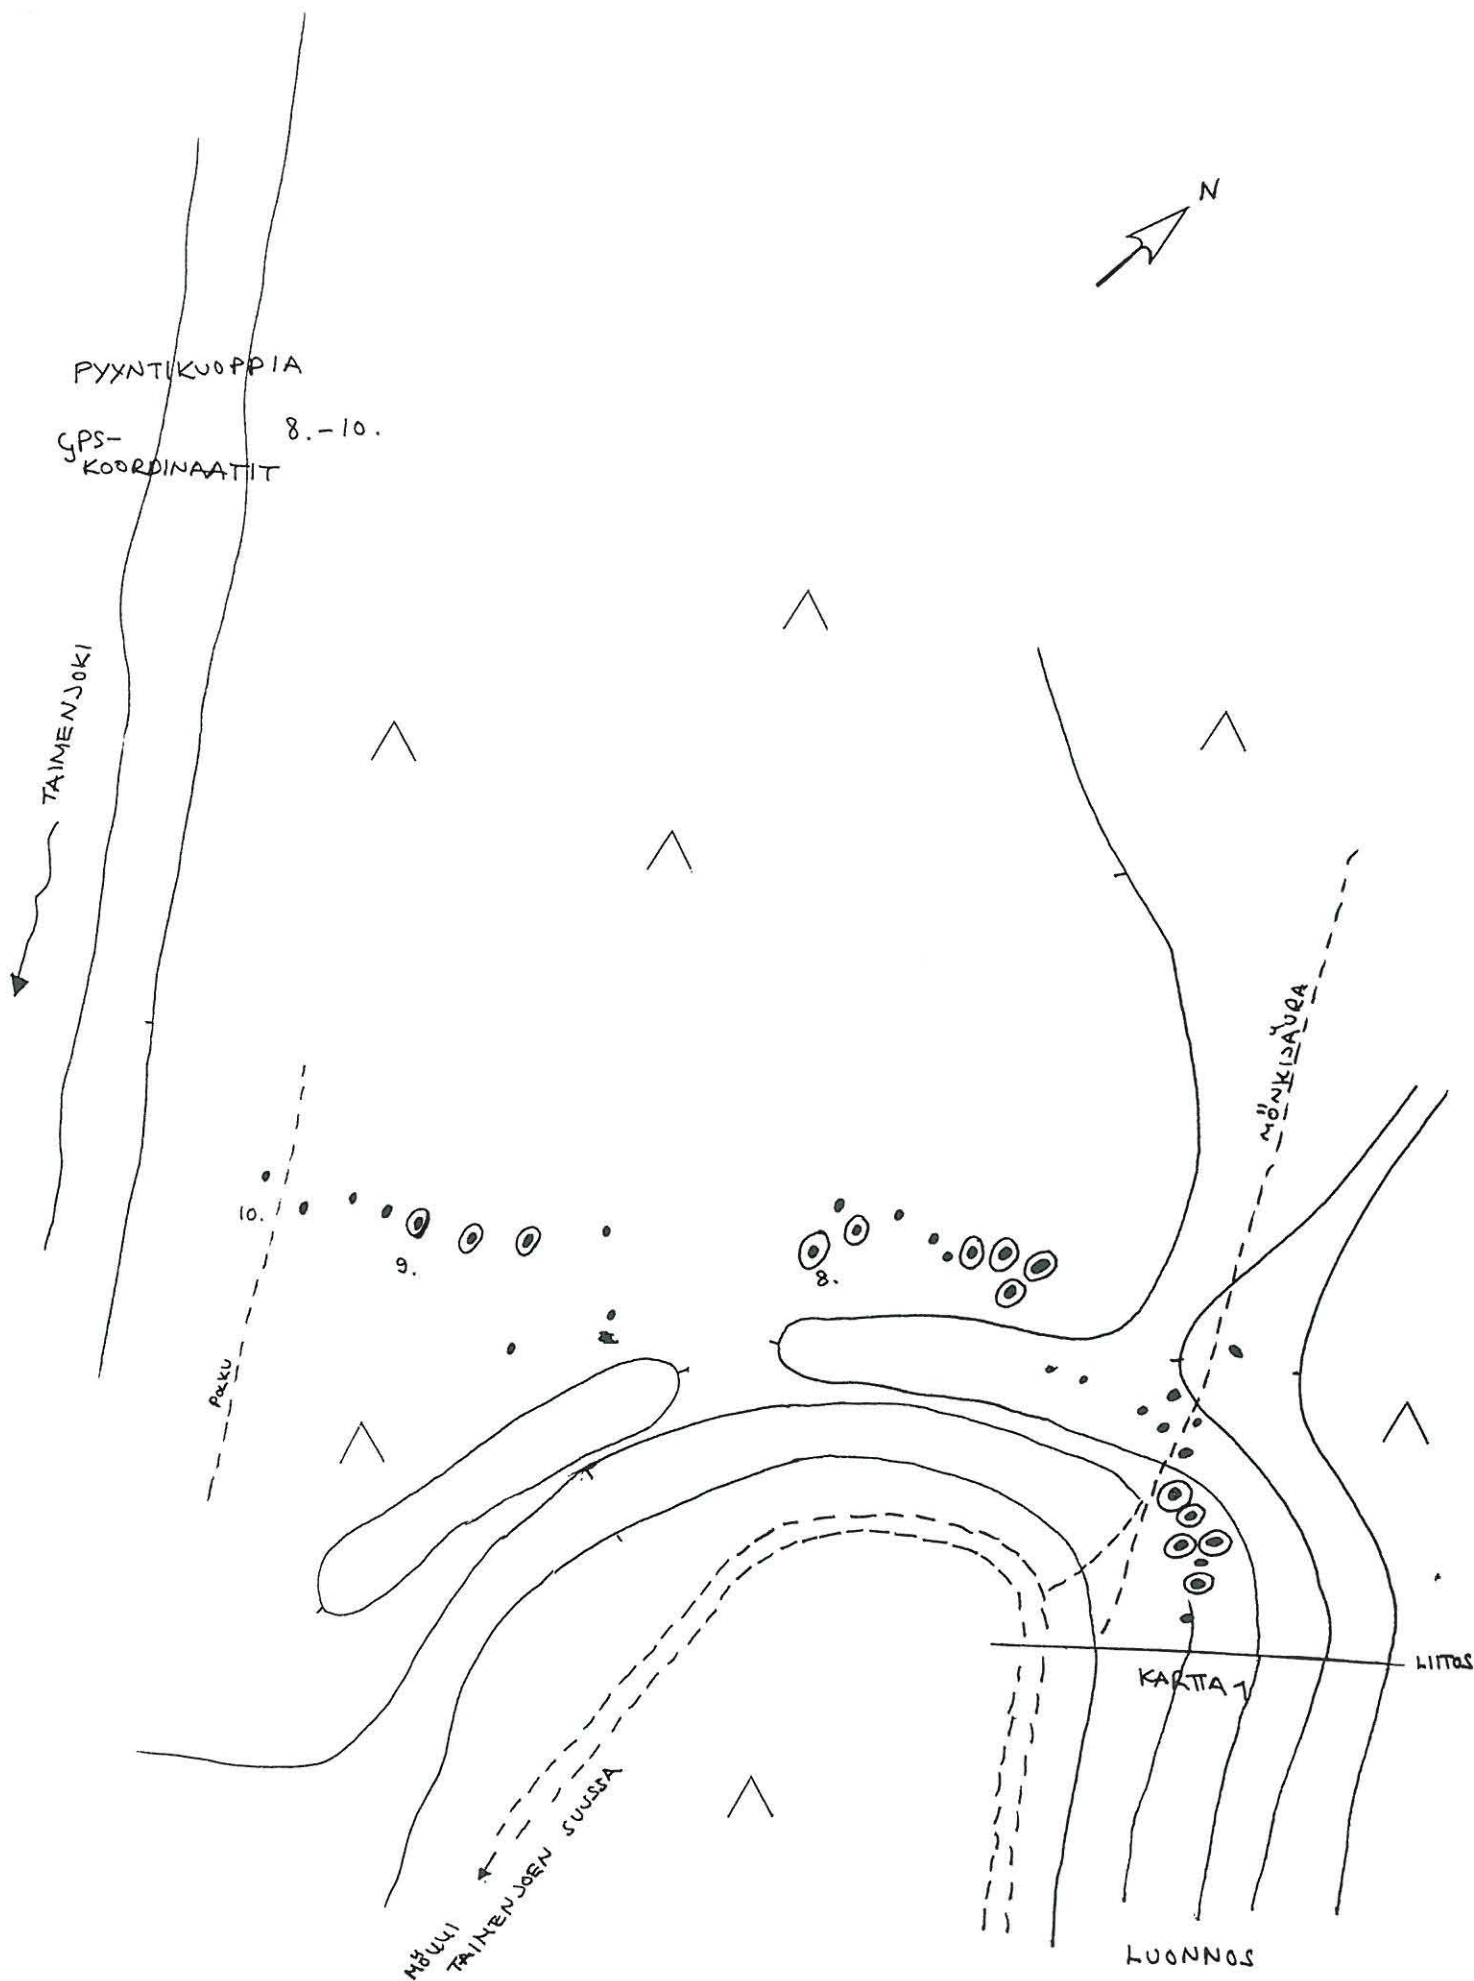 N
PYYNTIKUOPPIA
GPS-
KOORDINAATIT
8.-10.
TAIMENJOKI
MÖNKIJÄURA
10.
9.
8.
POLKU
KARTTA 1
LIITOS
MÖKKI
TAIMENJOEN SUUSSA
LUONNOS